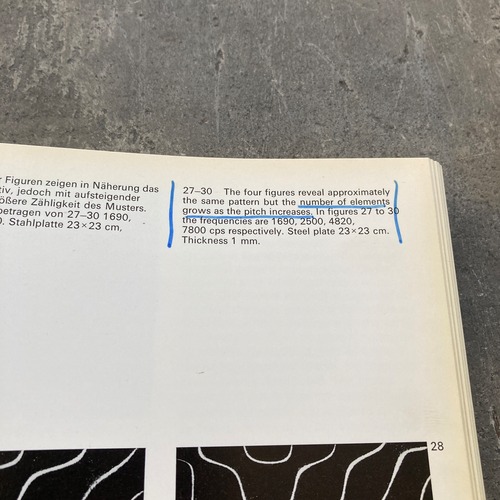 r Figuren zeigen in Näherung das
tiv, jedoch mit aufsteigender
ößere Zähligkeit des Musters.
betragen von 27–30 1690,
0. Stahlplatte 23×23 cm,
27–30 The four figures reveal approximately
the same pattern but the number of elements
grows as the pitch increases. In figures 27 to 30
the frequencies are 1690, 2500, 4820,
7800 cps respectively. Steel plate 23×23 cm.
Thickness 1 mm.
28